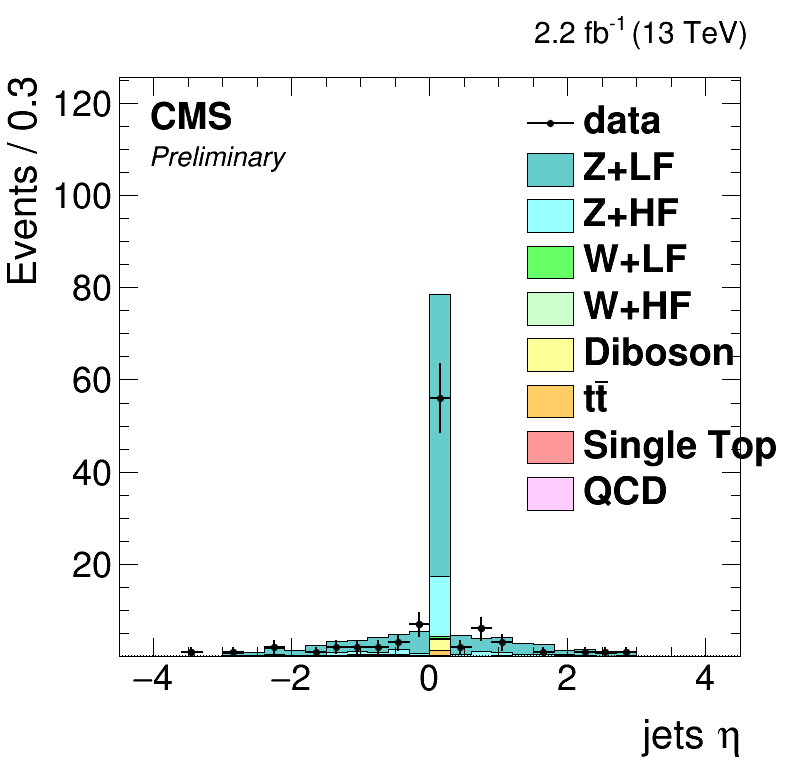 2.2 fb⁻¹ (13 TeV)
Events / 0.3
120
100
80
60
40
20
CMS
Preliminary
data
Z+LF
Z+HF
W+LF
W+HF
Diboson
tt̄
Single Top
QCD
−4
−2
0
2
4
jets η